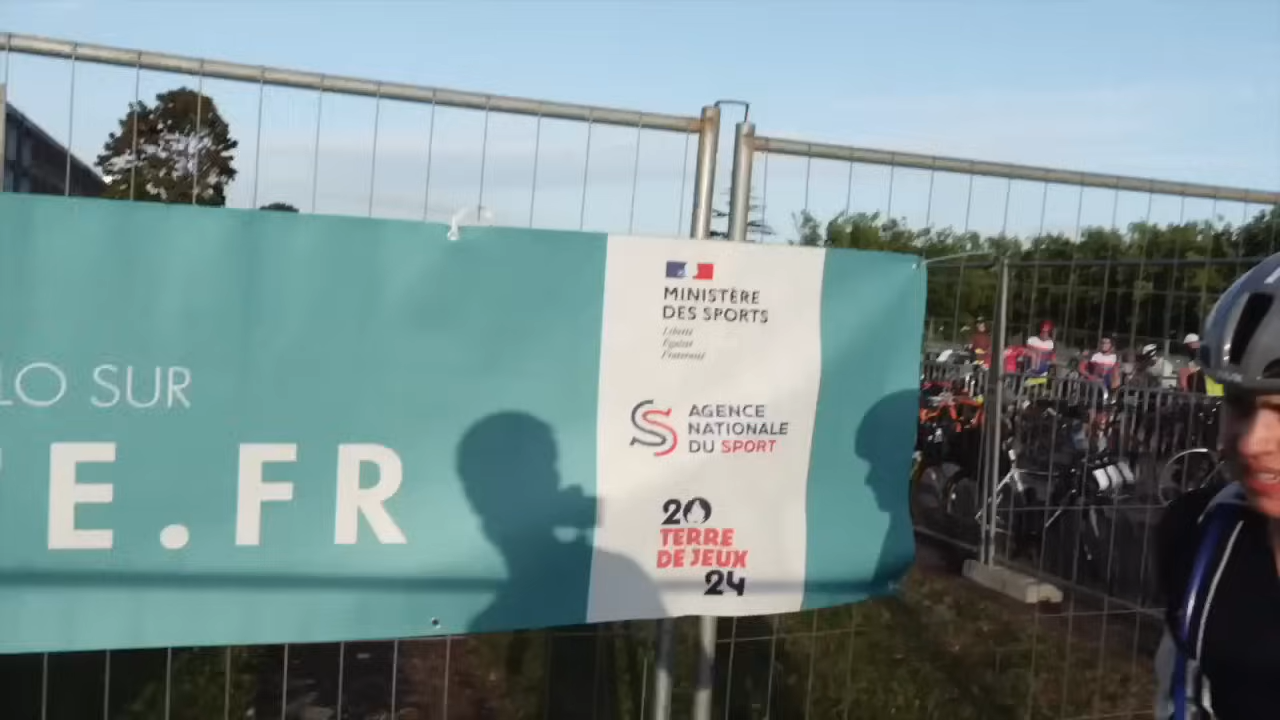 LO SUR
E.FR
MINISTÈRE
DES SPORTS
Liberté
Égalité
Fraternité
AGENCE
NATIONALE
DU SPORT
20
TERRE
DE JEUX
24